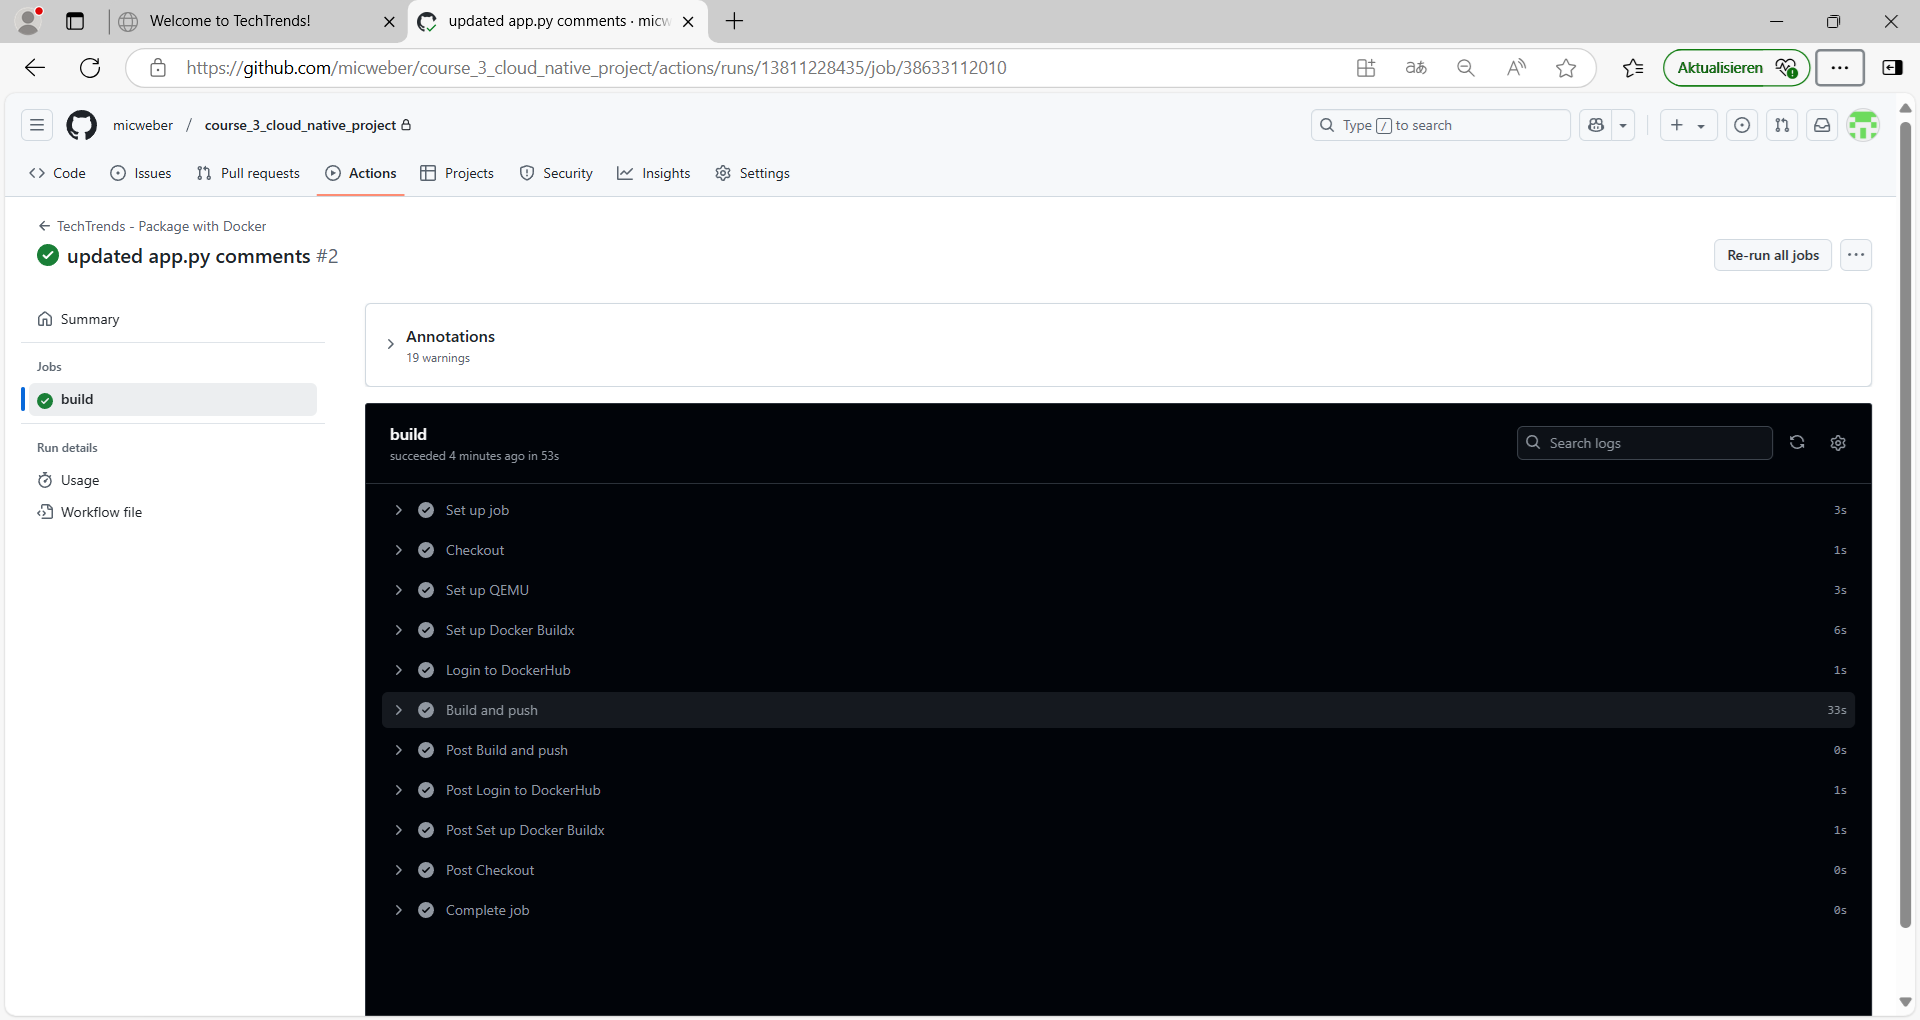 Welcome to TechTrends!
updated app.py comments · micw
https://github.com/micweber/course_3_cloud_native_project/actions/runs/13811228435/job/38633112010
Aktualisieren
micweber / course_3_cloud_native_project
Type / to search
Code
Issues
Pull requests
Actions
Projects
Security
Insights
Settings
TechTrends - Package with Docker
updated app.py comments #2
Re-run all jobs
Summary
Jobs
build
Run details
Usage
Workflow file
Annotations
19 warnings
build
succeeded 4 minutes ago in 53s
Search logs
Set up job 3s
Checkout 1s
Set up QEMU 3s
Set up Docker Buildx 6s
Login to DockerHub 1s
Build and push 33s
Post Build and push 0s
Post Login to DockerHub 1s
Post Set up Docker Buildx 1s
Post Checkout 0s
Complete job 0s